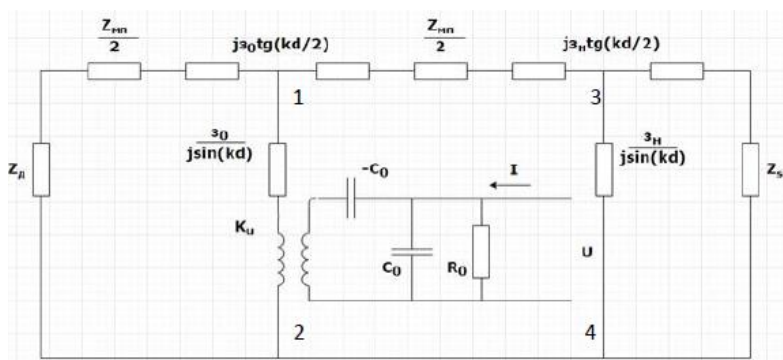 Zмп
2
jз₀tg(kd/2)
Zмп
2
jзнtg(kd/2)
1
3
з₀
jsin(kd)
зн
jsin(kd)
Zд
-C₀
I
Zs
Ku
C₀
R₀
U
2
4